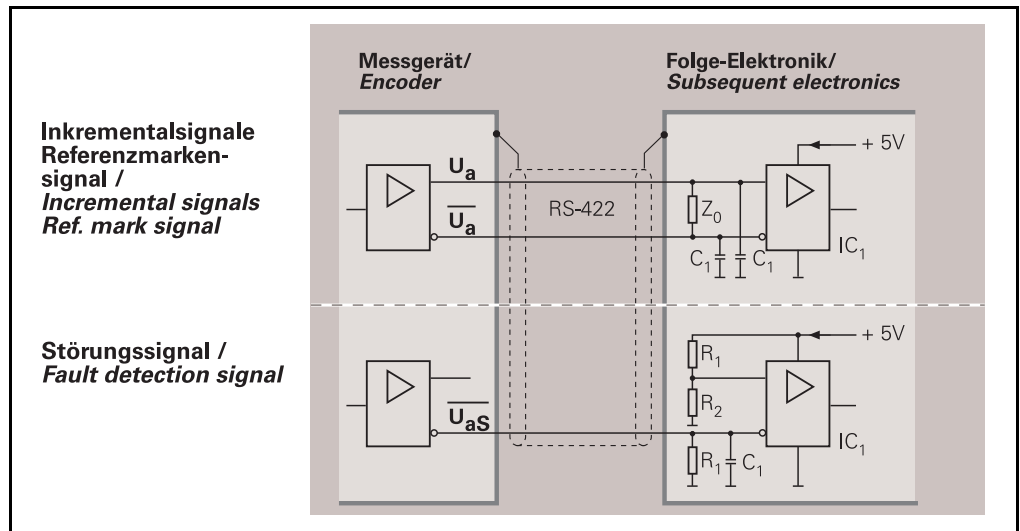 Messgerät/
Encoder
Folge-Elektronik/
Subsequent electronics
Inkrementalsignale
Referenzmarken-
signal /
Incremental signals
Ref. mark signal
Ua
Ua
RS-422
Z0
C1
C1
+ 5V
IC1
Störungssignal /
Fault detection signal
UaS
R1
R2
R1
C1
+ 5V
IC1